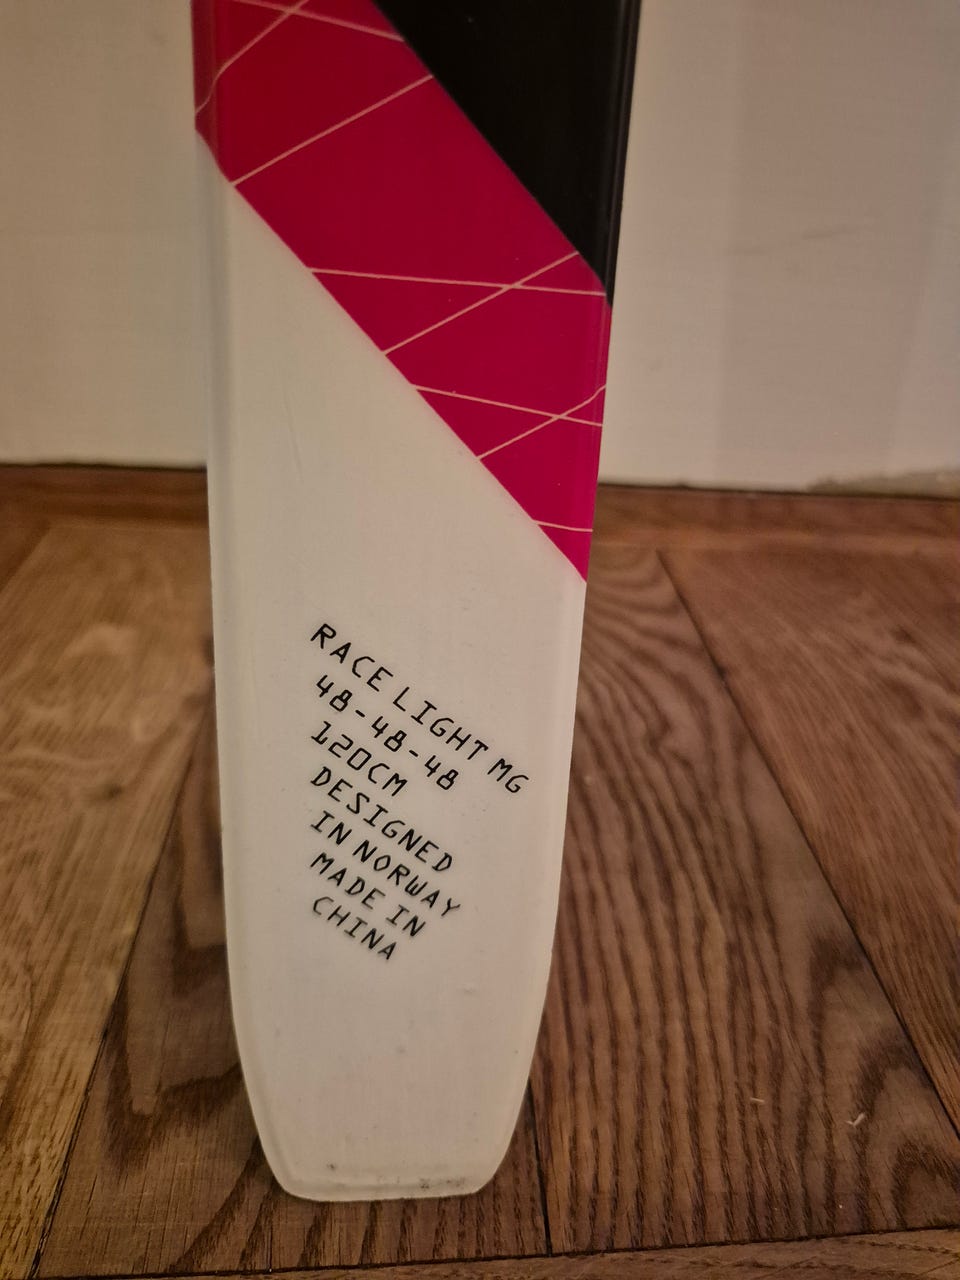 RACE LIGHT MG
48-48-48
120CM
DESIGNED
IN NORWAY
MADE IN
CHINA